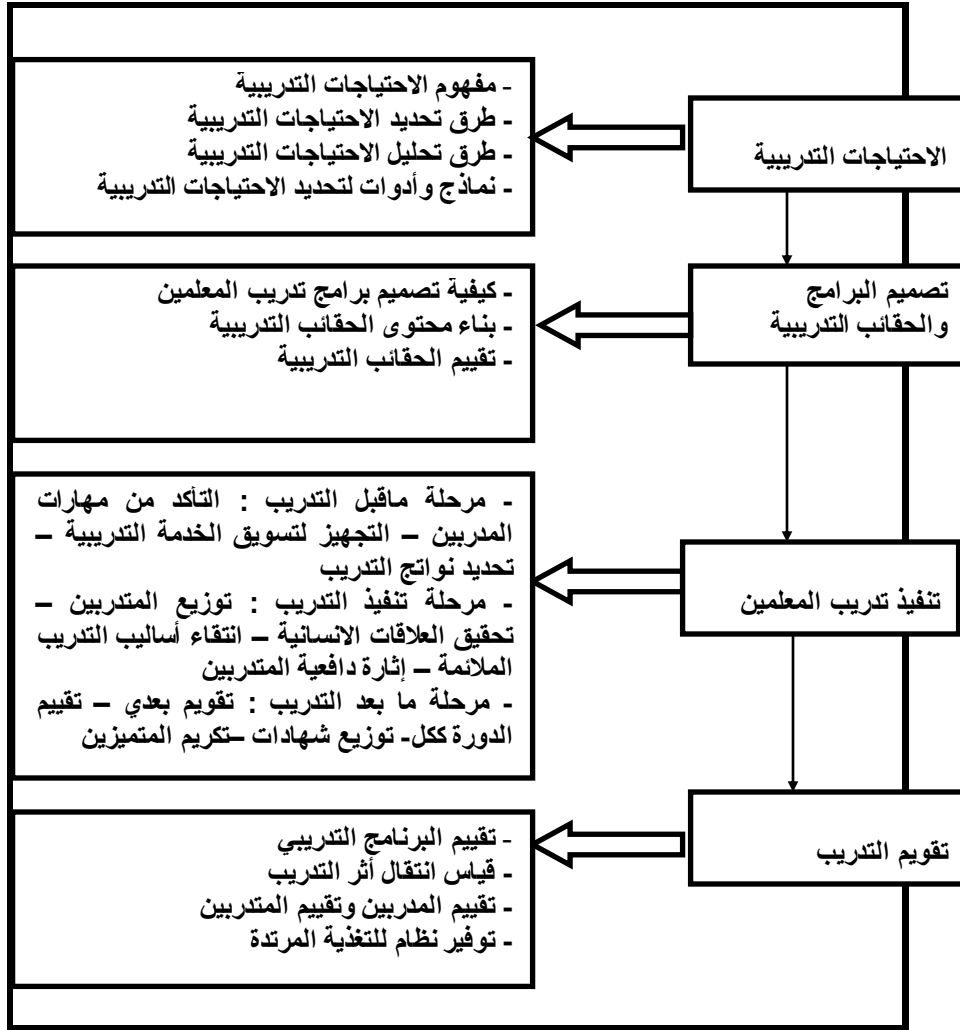 الاحتياجات التدريبية
- مفهوم الاحتياجات التدريبية
- طرق تحديد الاحتياجات التدريبية
- طرق تحليل الاحتياجات التدريبية
- نماذج وأدوات لتحديد الاحتياجات التدريبية
تصميم البرامج
والحقائب التدريبية
- كيفية تصميم برامج تدريب المعلمين
- بناء محتوى الحقائب التدريبية
- تقييم الحقائب التدريبية
تنفيذ تدريب المعلمين
- مرحلة ماقبل التدريب : التأكد من مهارات
المدربين – التجهيز لتسويق الخدمة التدريبية –
تحديد نواتج التدريب
- مرحلة تنفيذ التدريب : توزيع المتدربين –
تحقيق العلاقات الانسانية – انتقاء أساليب التدريب
الملائمة – إثارة دافعية المتدربين
- مرحلة ما بعد التدريب : تقويم بعدي – تقييم
الدورة ككل- توزيع شهادات –تكريم المتميزين
تقويم التدريب
- تقييم البرنامج التدريبي
- قياس انتقال أثر التدريب
- تقييم المدربين وتقييم المتدربين
- توفير نظام للتغذية المرتدة